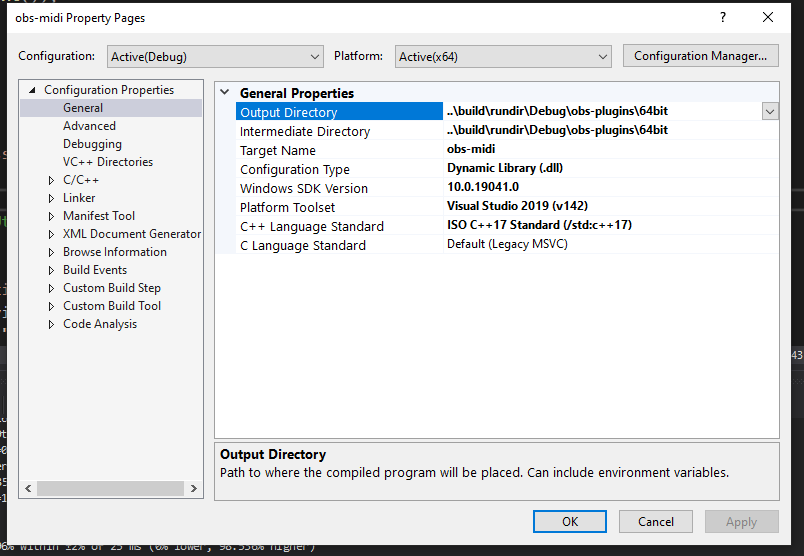 obs-midi Property Pages
Configuration: Active(Debug) Platform: Active(x64) Configuration Manager...
Configuration Properties
General
Advanced
Debugging
VC++ Directories
C/C++
Linker
Manifest Tool
XML Document Generator
Browse Information
Build Events
Custom Build Step
Custom Build Tool
Code Analysis
General Properties
Output Directory ..\build\rundir\Debug\obs-plugins\64bit
Intermediate Directory ..\build\rundir\Debug\obs-plugins\64bit
Target Name obs-midi
Configuration Type Dynamic Library (.dll)
Windows SDK Version 10.0.19041.0
Platform Toolset Visual Studio 2019 (v142)
C++ Language Standard ISO C++17 Standard (/std:c++17)
C Language Standard Default (Legacy MSVC)
Output Directory
Path to where the compiled program will be placed. Can include environment variables.
OK Cancel Apply
43
within ±2% of 25 ms (0% lower, 98.536% higher)